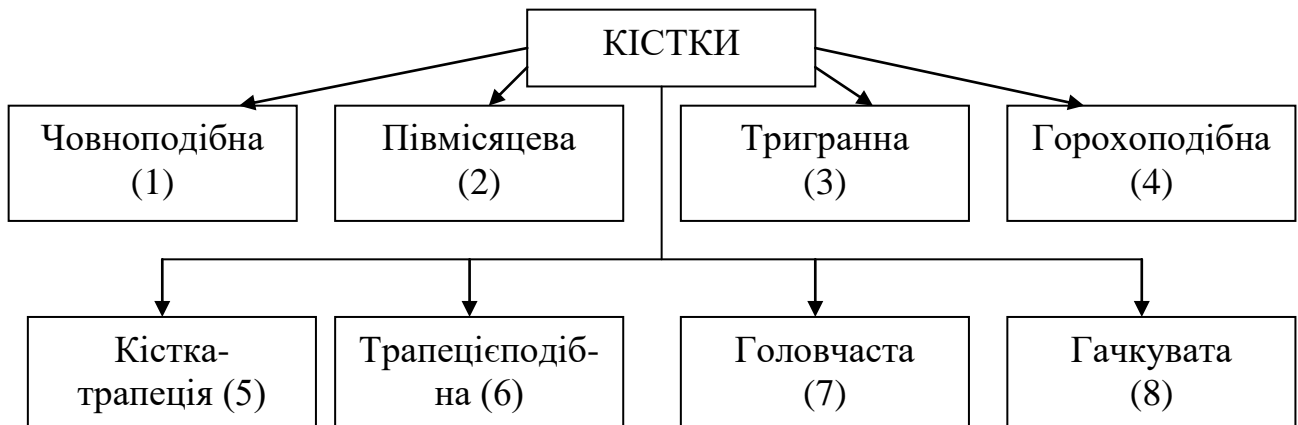 КІСТКИ
Човноподібна
(1)
Півмісяцева
(2)
Тригранна
(3)
Горохоподібна
(4)
Кістка-
трапеція (5)
Трапецієподіб-
на (6)
Головчаста
(7)
Гачкувата
(8)